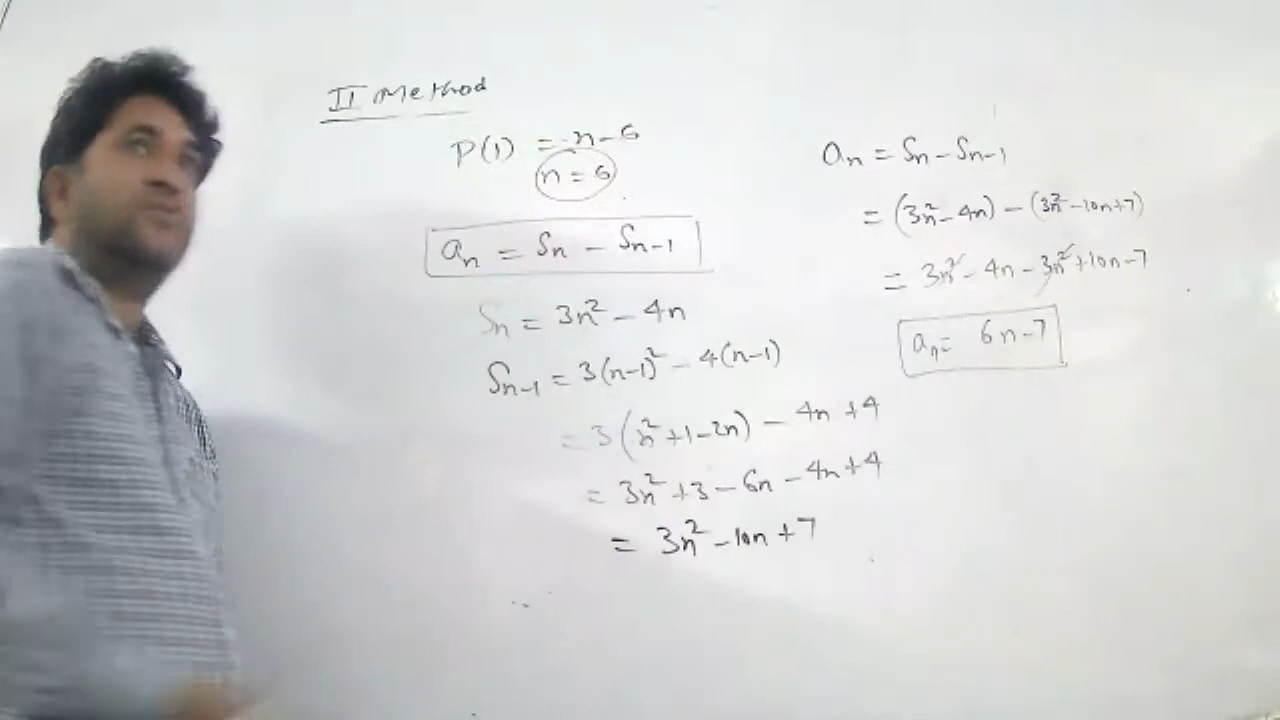 II Method
P(1) = n - 6
n = 6
an = Sn - Sn-1
Sn = 3n² - 4n
Sn-1 = 3(n-1)² - 4(n-1)
= 3(n²+1-2n) - 4n + 4
= 3n² + 3 - 6n - 4n + 4
= 3n² - 10n + 7
an = Sn - Sn-1
= (3n² - 4n) - (3n² - 10n + 7)
= 3n² - 4n - 3n² + 10n - 7
an = 6n - 7